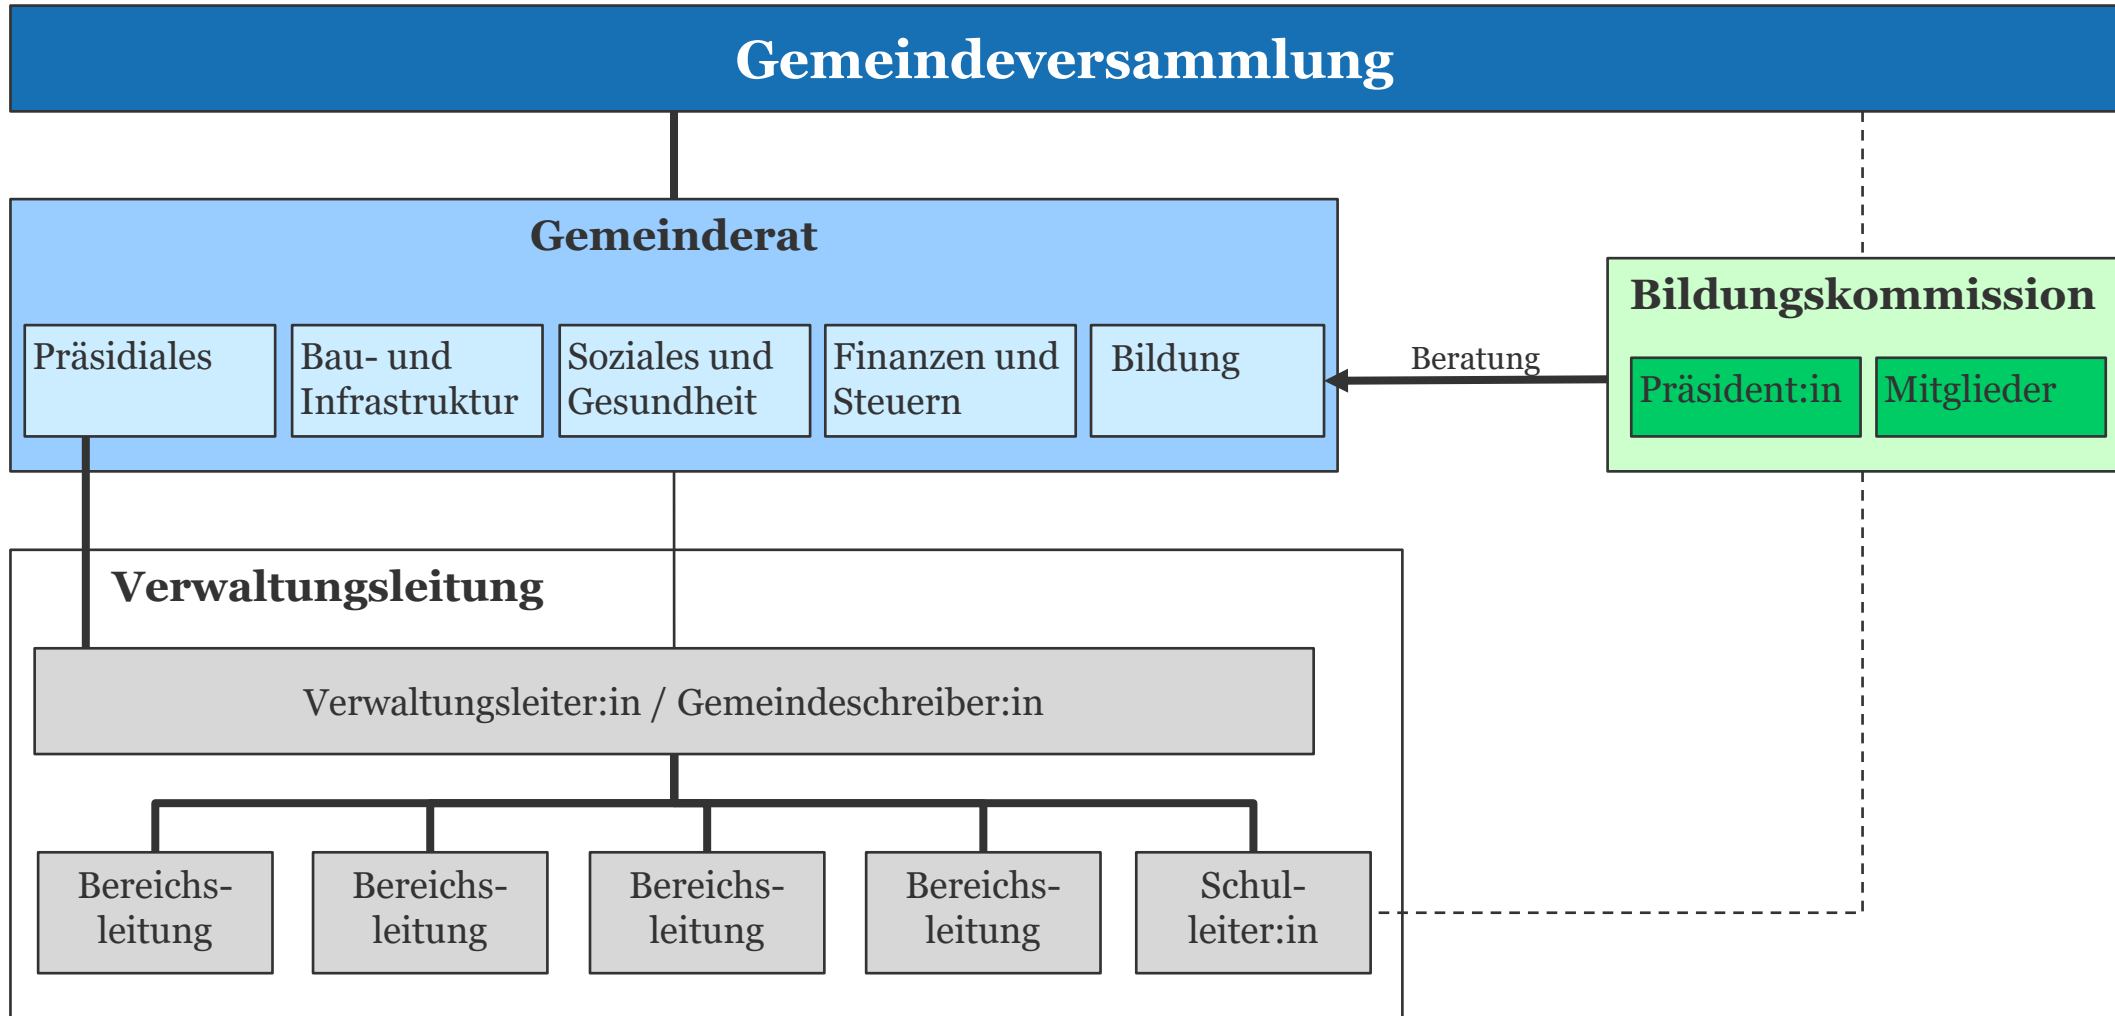 Gemeindeversammlung
Gemeinderat
Präsidiales
Bau- und
Infrastruktur
Soziales und
Gesundheit
Finanzen und
Steuern
Bildung
Beratung
Bildungskommission
Präsident:in
Mitglieder
Verwaltungsleitung
Verwaltungsleiter:in / Gemeindeschreiber:in
Bereichs-
leitung
Bereichs-
leitung
Bereichs-
leitung
Bereichs-
leitung
Schul-
leiter:in